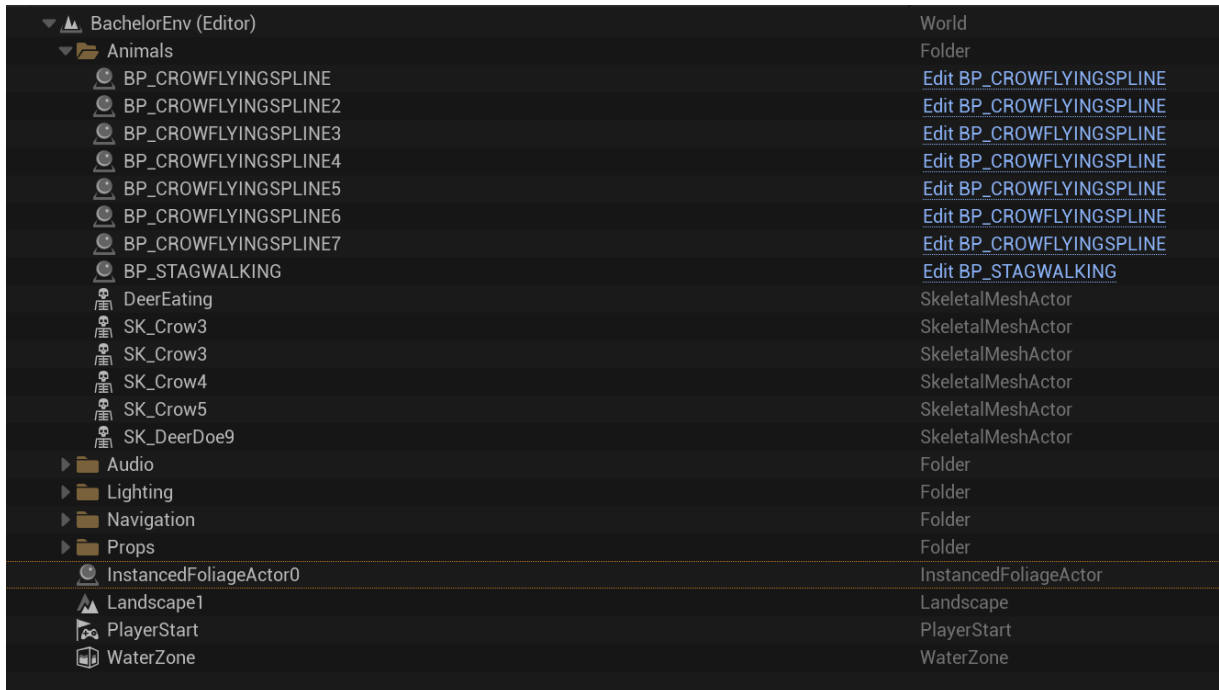 BachelorEnv (Editor) World
Animals Folder
BP_CROWFLYINGSPLINE Edit BP_CROWFLYINGSPLINE
BP_CROWFLYINGSPLINE2 Edit BP_CROWFLYINGSPLINE
BP_CROWFLYINGSPLINE3 Edit BP_CROWFLYINGSPLINE
BP_CROWFLYINGSPLINE4 Edit BP_CROWFLYINGSPLINE
BP_CROWFLYINGSPLINE5 Edit BP_CROWFLYINGSPLINE
BP_CROWFLYINGSPLINE6 Edit BP_CROWFLYINGSPLINE
BP_CROWFLYINGSPLINE7 Edit BP_CROWFLYINGSPLINE
BP_STAGWALKING Edit BP_STAGWALKING
DeerEating SkeletalMeshActor
SK_Crow3 SkeletalMeshActor
SK_Crow3 SkeletalMeshActor
SK_Crow4 SkeletalMeshActor
SK_Crow5 SkeletalMeshActor
SK_DeerDoe9 SkeletalMeshActor
Audio Folder
Lighting Folder
Navigation Folder
Props Folder
InstancedFoliageActor0 InstancedFoliageActor
Landscape1 Landscape
PlayerStart PlayerStart
WaterZone WaterZone